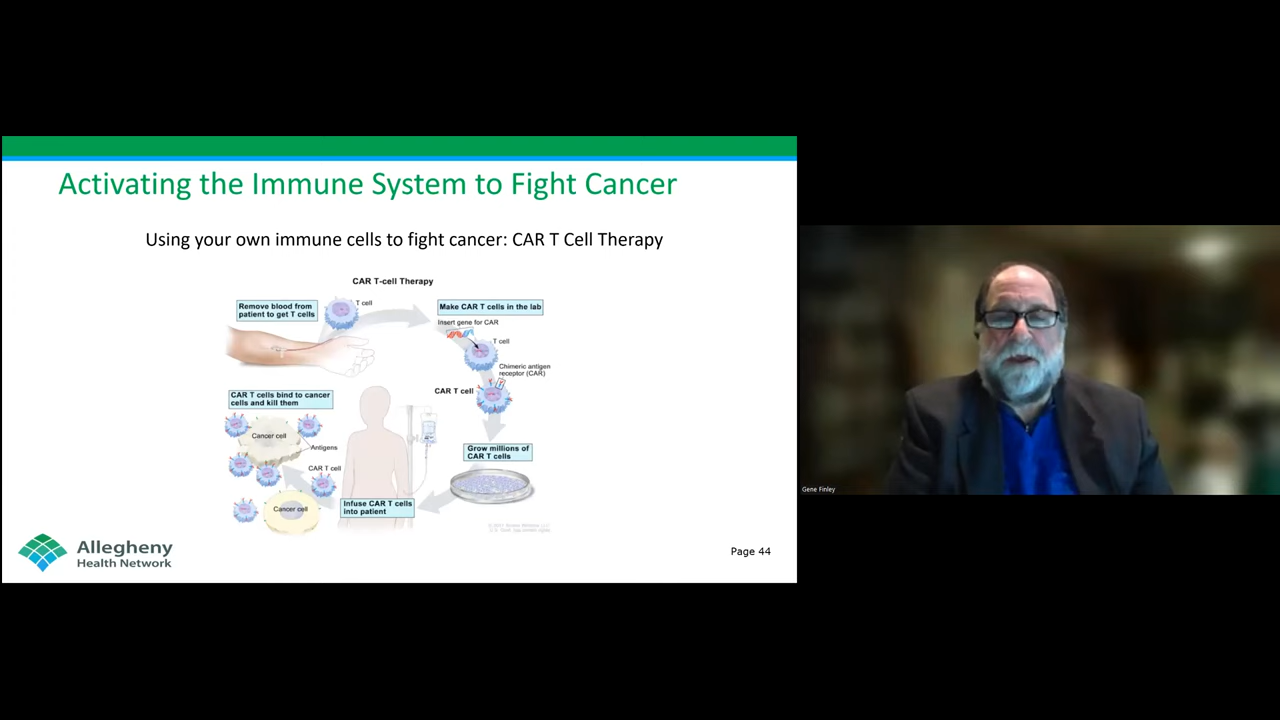 Activating the Immune System to Fight Cancer
Using your own immune cells to fight cancer: CAR T Cell Therapy
CAR T-cell Therapy
Remove blood from
patient to get T cells
T cell
Make CAR T cells in the lab
Insert gene for CAR
T cell
Chimeric antigen
receptor (CAR)
CAR T cell
Grow millions of
CAR T cells
Infuse CAR T cells
into patient
CAR T cells bind to cancer
cells and kill them
Cancer cell
Antigens
CAR T cell
Cancer cell
Allegheny
Health Network
Page 44
Gene Finley